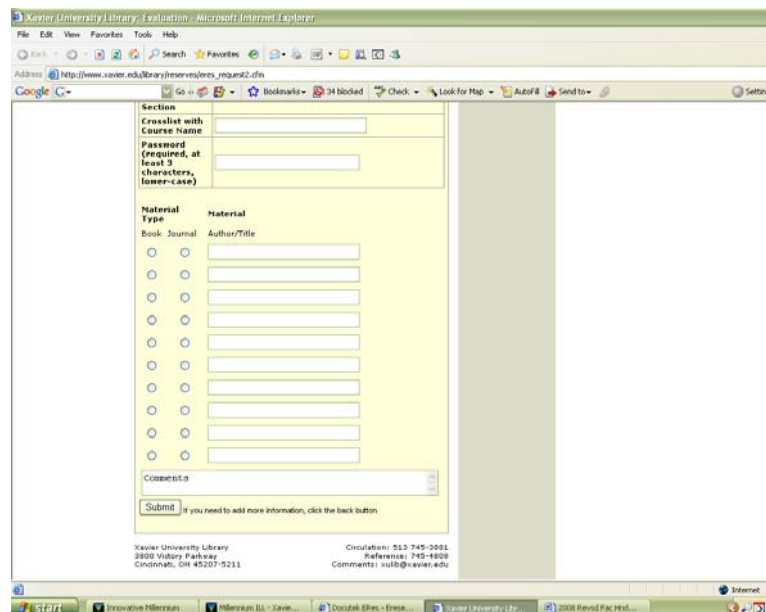 Xavier University Library: Evaluation - Microsoft Internet Explorer
File Edit View Favorites Tools Help
Back Search Favorites
Address http://www.xavier.edu/library/reserves/eres_request2.cfm
Google G Go Bookmarks 34 blocked Check Look for Map AutoFill Send to
Section
Crosslist with
Course Name
Password
(required, at
least 3
characters,
lower-case)
Material
Type Material
Book Journal Author/Title
Comments
Submit If you need to add more information, click the back button
Xavier University Library Circulation: 513 745-3881
3800 Victory Parkway Reference: 745-4808
Cincinnati, OH 45207-5211 Comments: xulib@xavier.edu
Internet
start Innovative Millennium Millennium ILL - Xavie... Docutek ERes - Erese... Xavier University Libr... 2008 Revsd Fac Hnd...